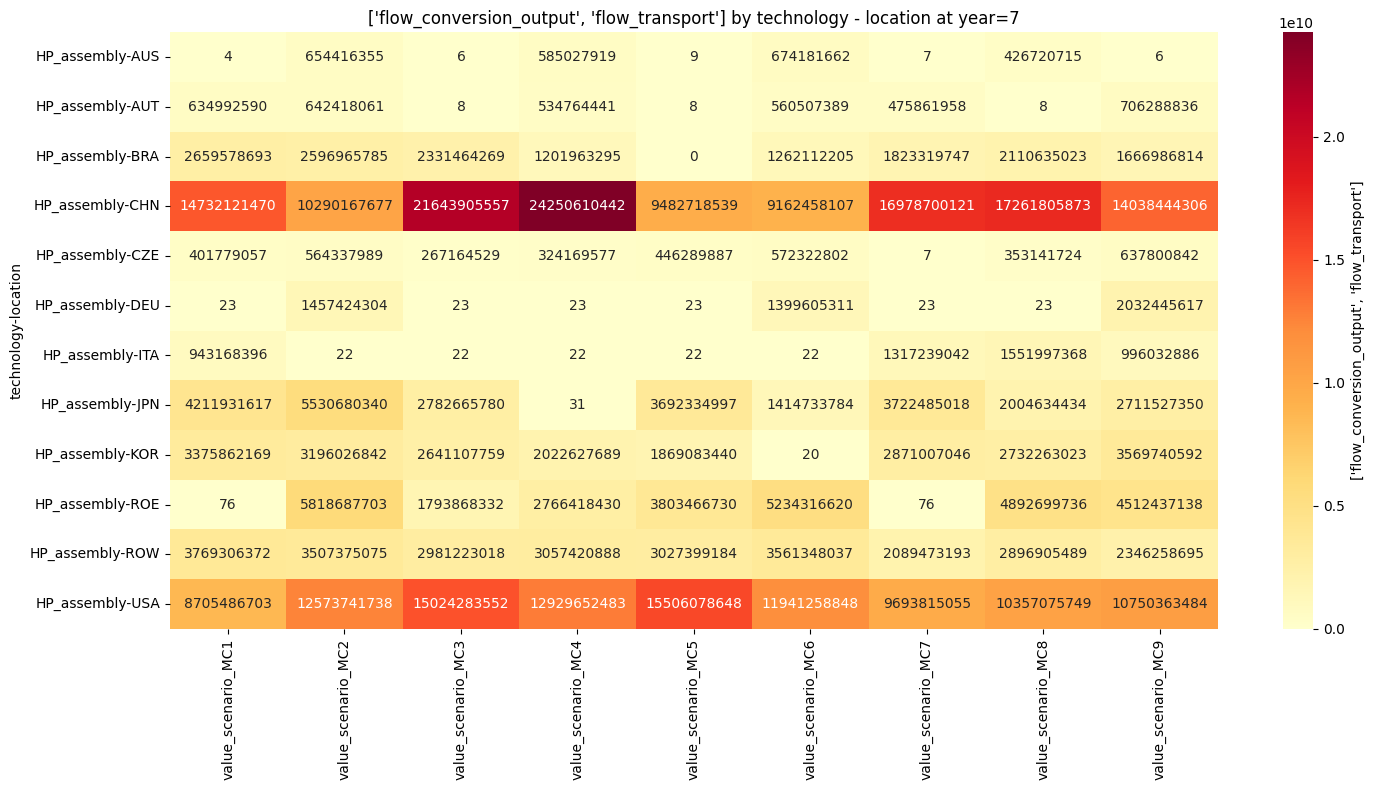 ['flow_conversion_output', 'flow_transport'] by technology - location at year=7
1e10
HP_assembly-AUS 4 654416355 6 585027919 9 674181662 7 426720715 6
HP_assembly-AUT 634992590 642418061 8 534764441 8 560507389 475861958 8 706288836
HP_assembly-BRA 2659578693 2596965785 2331464269 1201963295 0 1262112205 1823319747 2110635023 1666986814
HP_assembly-CHN 14732121470 10290167677 21643905557 24250610442 9482718539 9162458107 16978700121 17261805873 14038444306
HP_assembly-CZE 401779057 564337989 267164529 324169577 446289887 572322802 7 353141724 637800842
HP_assembly-DEU 23 1457424304 23 23 23 1399605311 23 23 2032445617
HP_assembly-ITA 943168396 22 22 22 22 22 1317239042 1551997368 996032886
HP_assembly-JPN 4211931617 5530680340 2782665780 31 3692334997 1414733784 3722485018 2004634434 2711527350
HP_assembly-KOR 3375862169 3196026842 2641107759 2022627689 1869083440 20 2871007046 2732263023 3569740592
HP_assembly-ROE 76 5818687703 1793868332 2766418430 3803466730 5234316620 76 4892699736 4512437138
HP_assembly-ROW 3769306372 3507375075 2981223018 3057420888 3027399184 3561348037 2089473193 2896905489 2346258695
HP_assembly-USA 8705486703 12573741738 15024283552 12929652483 15506078648 11941258848 9693815055 10357075749 10750363484
technology-location
value_scenario_MC1
value_scenario_MC2
value_scenario_MC3
value_scenario_MC4
value_scenario_MC5
value_scenario_MC6
value_scenario_MC7
value_scenario_MC8
value_scenario_MC9
2.0
1.5
1.0
0.5
0.0
['flow_conversion_output', 'flow_transport']